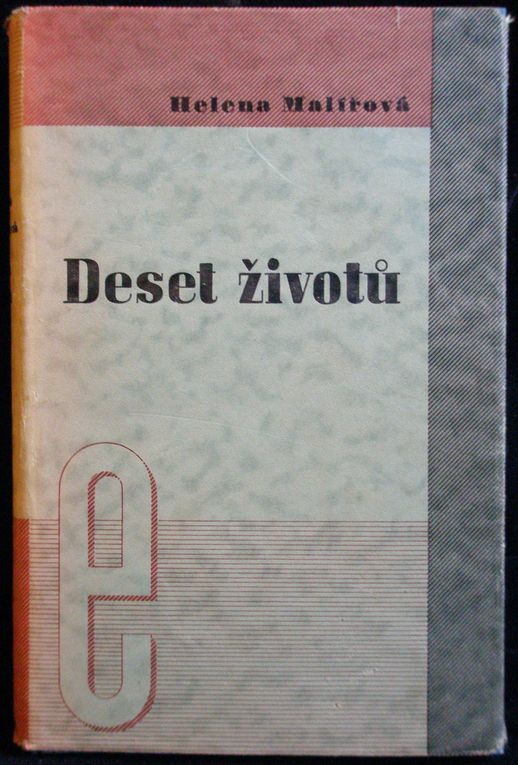 Helena Malířová
Deset životů
e